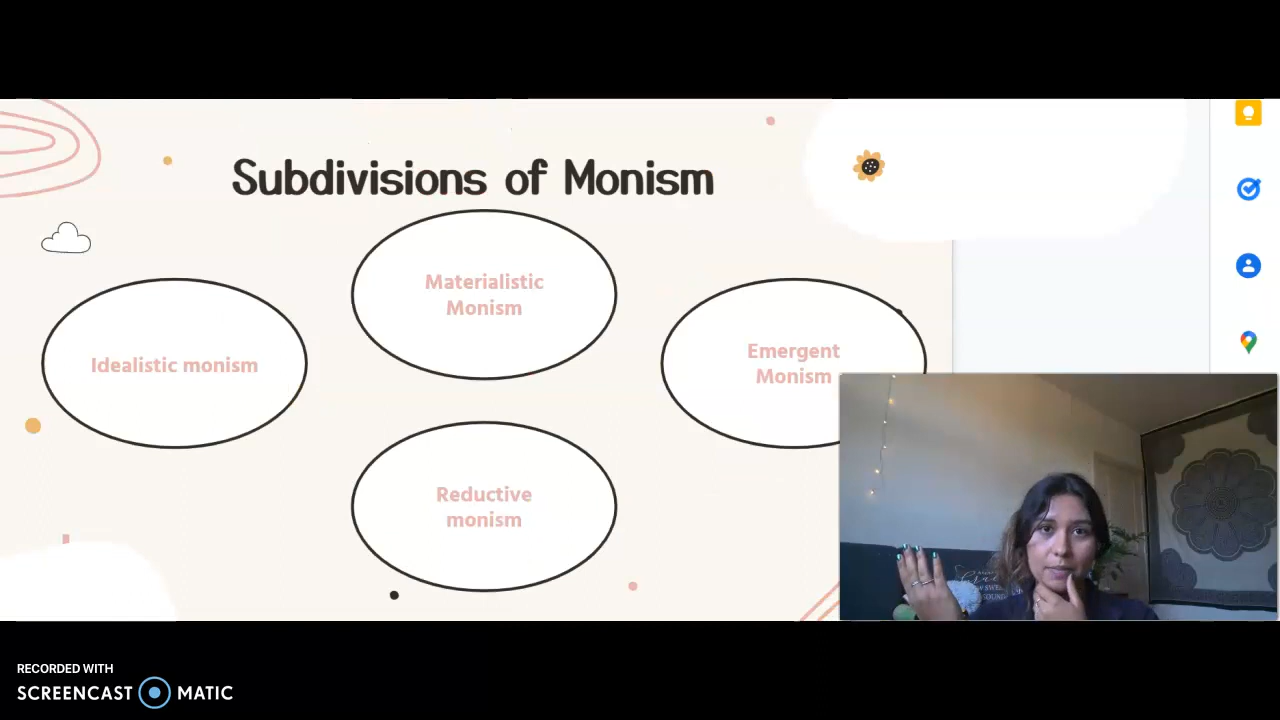 Subdivisions of Monism
Materialistic
Monism
Idealistic monism
Emergent
Monism
Reductive
monism
RECORDED WITH
SCREENCAST MATIC